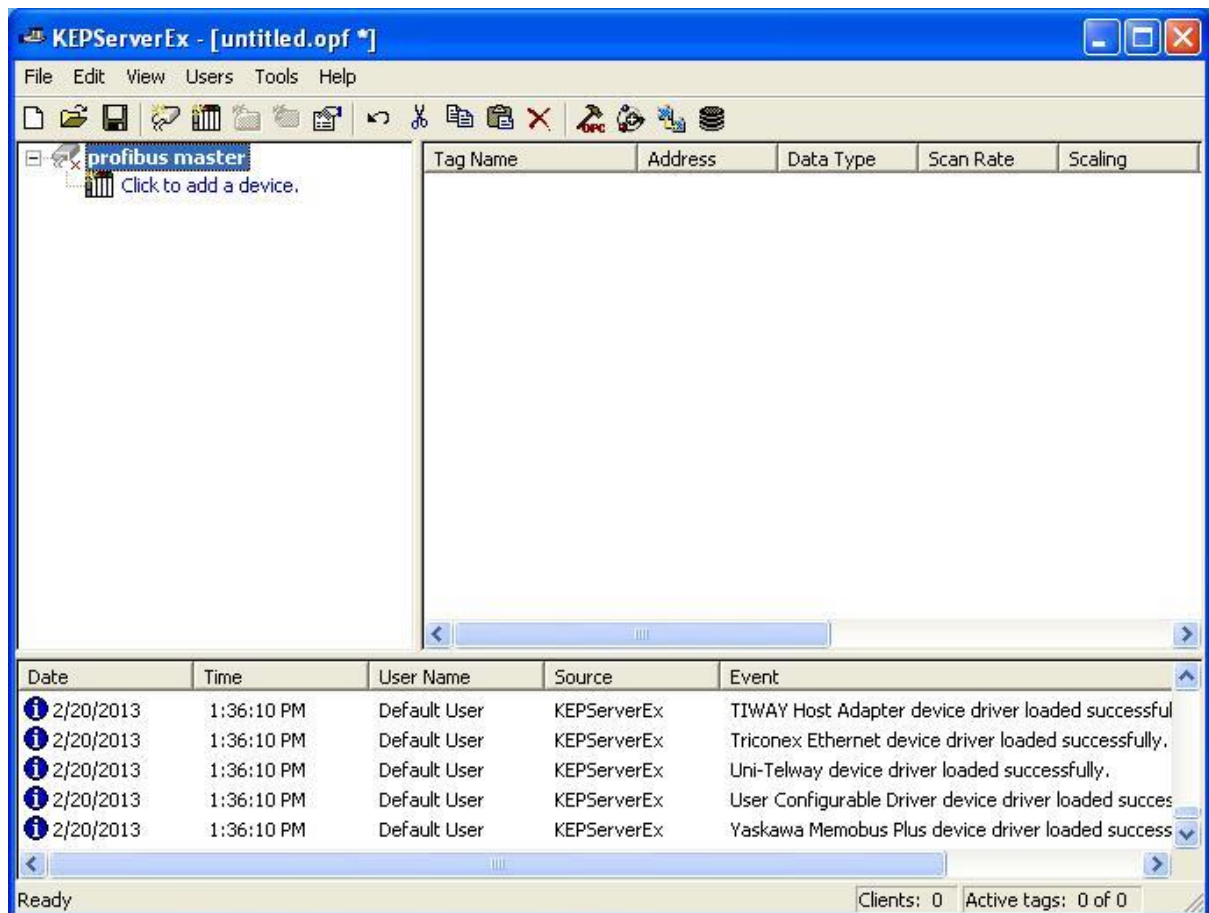 KEPServerEx - [untitled.opf *]
File Edit View Users Tools Help
OPC
profibus master
Click to add a device.
Tag Name Address Data Type Scan Rate Scaling
Date Time User Name Source Event
2/20/2013 1:36:10 PM Default User KEPServerEx TIWAY Host Adapter device driver loaded successful
2/20/2013 1:36:10 PM Default User KEPServerEx Triconex Ethernet device driver loaded successfully.
2/20/2013 1:36:10 PM Default User KEPServerEx Uni-Telway device driver loaded successfully.
2/20/2013 1:36:10 PM Default User KEPServerEx User Configurable Driver device driver loaded succes
2/20/2013 1:36:10 PM Default User KEPServerEx Yaskawa Memobus Plus device driver loaded success
Ready Clients: 0 Active tags: 0 of 0